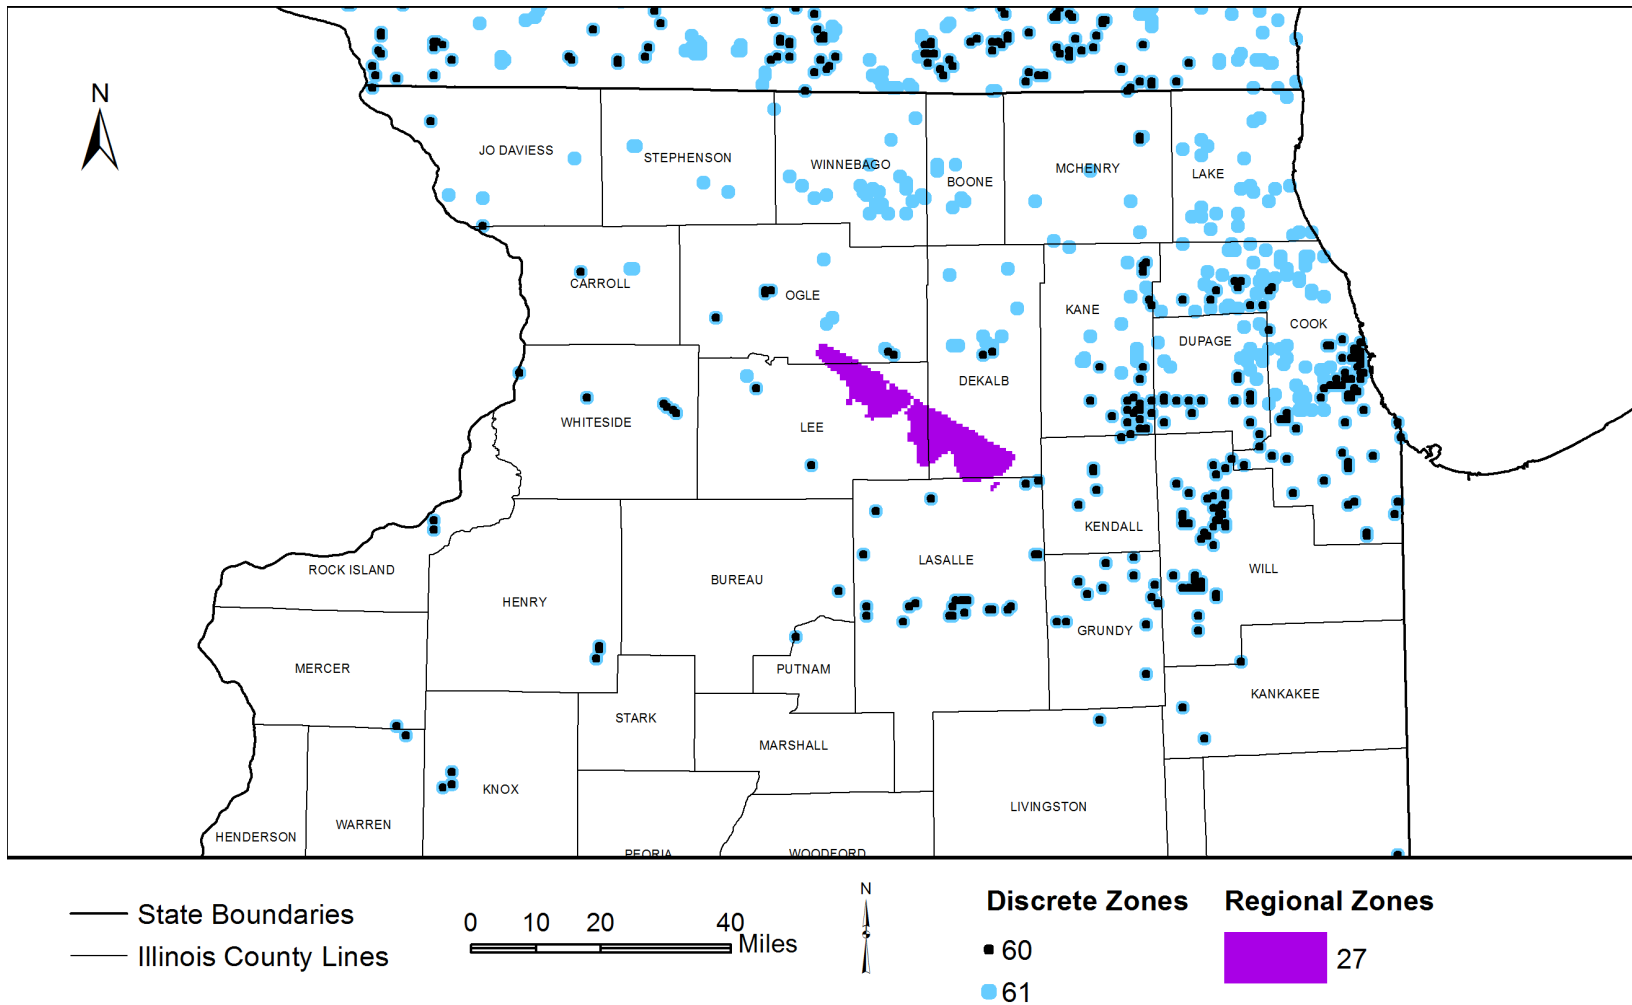 N
JO DAVIESS
STEPHENSON
WINNEBAGO
BOONE
MCHENRY
LAKE
CARROLL
OGLE
KANE
COOK
DUPAGE
DEKALB
WHITESIDE
LEE
KENDALL
LASALLE
WILL
ROCK ISLAND
BUREAU
HENRY
GRUNDY
MERCER
PUTNAM
KANKAKEE
STARK
MARSHALL
KNOX
LIVINGSTON
WARREN
HENDERSON
PEORIA
WOODFORD
State Boundaries
Illinois County Lines
0 10 20 40
Miles
N
Discrete Zones
60
61
Regional Zones
27